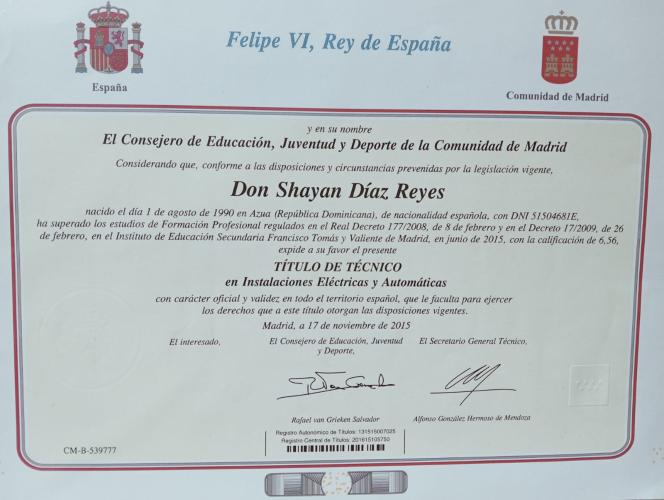 Felipe VI, Rey de España
España
Comunidad de Madrid
y en su nombre
El Consejero de Educación, Juventud y Deporte de la Comunidad de Madrid
Considerando que, conforme a las disposiciones y circunstancias prevenidas por la legislación vigente,
Don Shayan Díaz Reyes
nacido el día 1 de agosto de 1990 en Azua (República Dominicana), de nacionalidad española, con DNI 51504681E,
ha superado los estudios de Formación Profesional regulados en el Real Decreto 177/2008, de 8 de febrero y en el Decreto 17/2009, de 26
de febrero, en el Instituto de Educación Secundaria Francisco Tomás y Valiente de Madrid, en junio de 2015, con la calificación de 6,56,
expide a su favor el presente
TÍTULO DE TÉCNICO
en Instalaciones Eléctricas y Automáticas
con carácter oficial y validez en todo el territorio español, que le faculta para ejercer
los derechos que a este título otorgan las disposiciones vigentes.
Madrid, a 17 de noviembre de 2015
El interesado,
El Consejero de Educación, Juventud
y Deporte,
El Secretario General Técnico,
Rafael van Grieken Salvador
Alfonso González Hermoso de Mendoza
Registro Autonómico de Títulos: 131515007025
Registro Central de Títulos: 201615105750
CM-B-539777